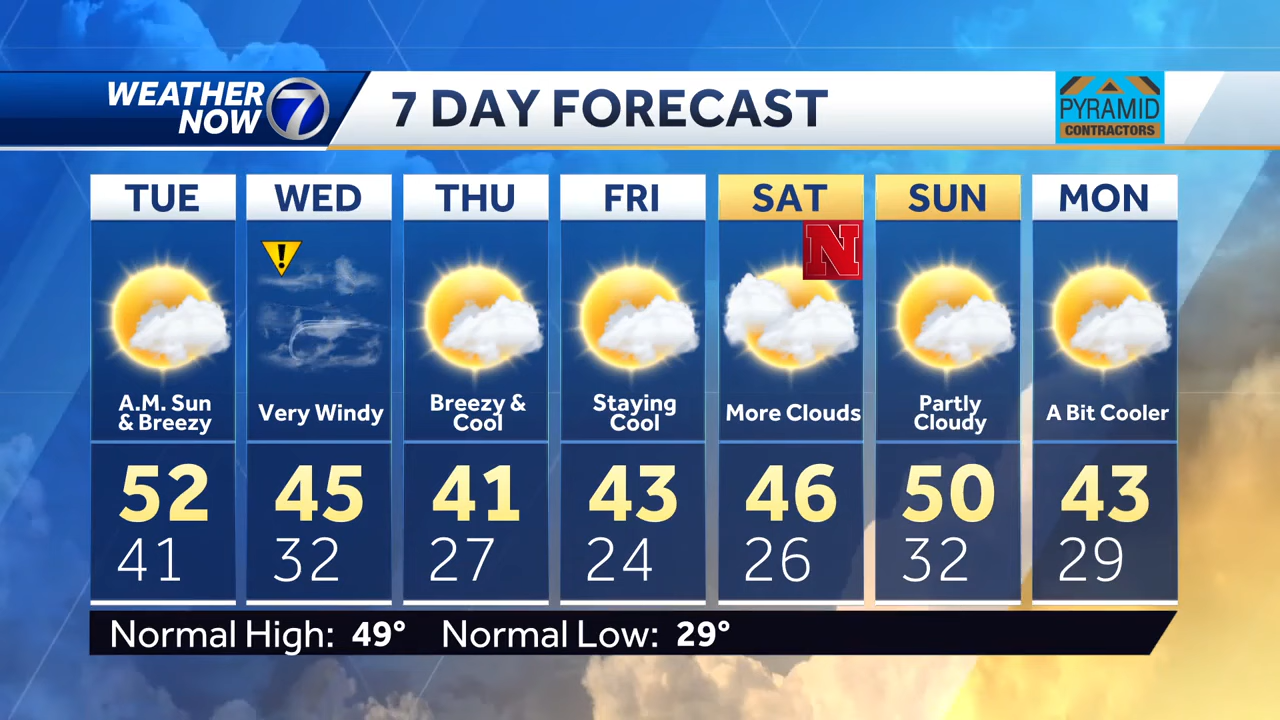 WEATHER
NOW 7
7 DAY FORECAST
PYRAMID
CONTRACTORS
TUE
WED
THU
FRI
SAT
SUN
MON
!
N
A.M. Sun
& Breezy
Very Windy
Breezy &
Cool
Staying
Cool
More Clouds
Partly
Cloudy
A Bit Cooler
52
45
41
43
46
50
43
41
32
27
24
26
32
29
Normal High: 49° Normal Low: 29°